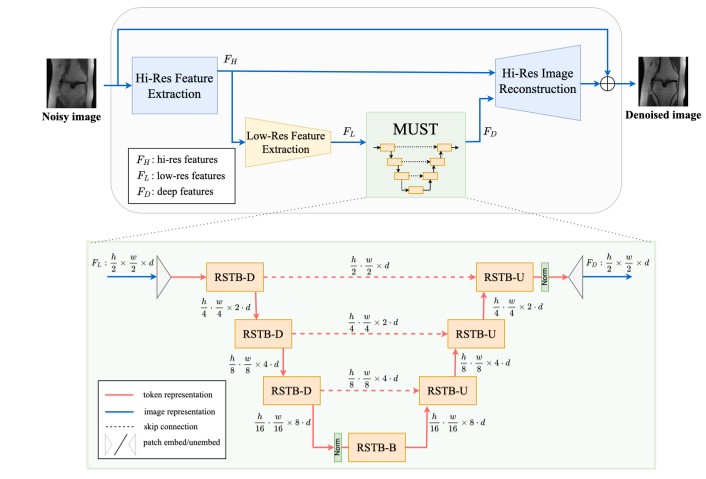 Noisy image
Hi-Res Feature
Extraction
F_H
Low-Res Feature
Extraction
F_L
MUST
F_D
Hi-Res Image
Reconstruction
Denoised image
F_H : hi-res features
F_L : low-res features
F_D : deep features
F_L : h/2 × w/2 × d
RSTB-D
h/2 · w/2 × d
RSTB-U
Norm
F_D : h/2 × w/2 × d
h/4 · w/4 × 2 · d
h/4 · w/4 × 2 · d
RSTB-D
h/4 · w/4 × 2 · d
RSTB-U
h/8 · w/8 × 4 · d
h/8 · w/8 × 4 · d
RSTB-D
h/8 · w/8 × 4 · d
RSTB-U
h/16 · w/16 × 8 · d
h/16 · w/16 × 8 · d
Norm
RSTB-B
token representation
image representation
skip connection
patch embed/unembed